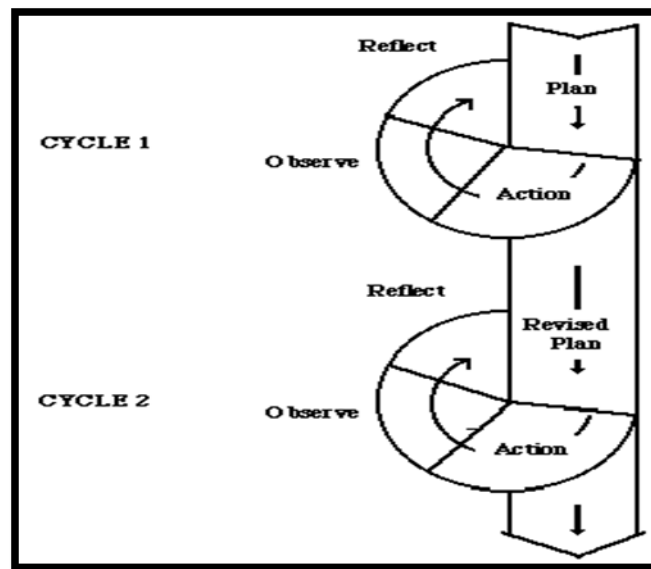 Reflect
Plan
CYCLE 1
Observe
Action
Reflect
Revised
Plan
CYCLE 2
Observe
Action